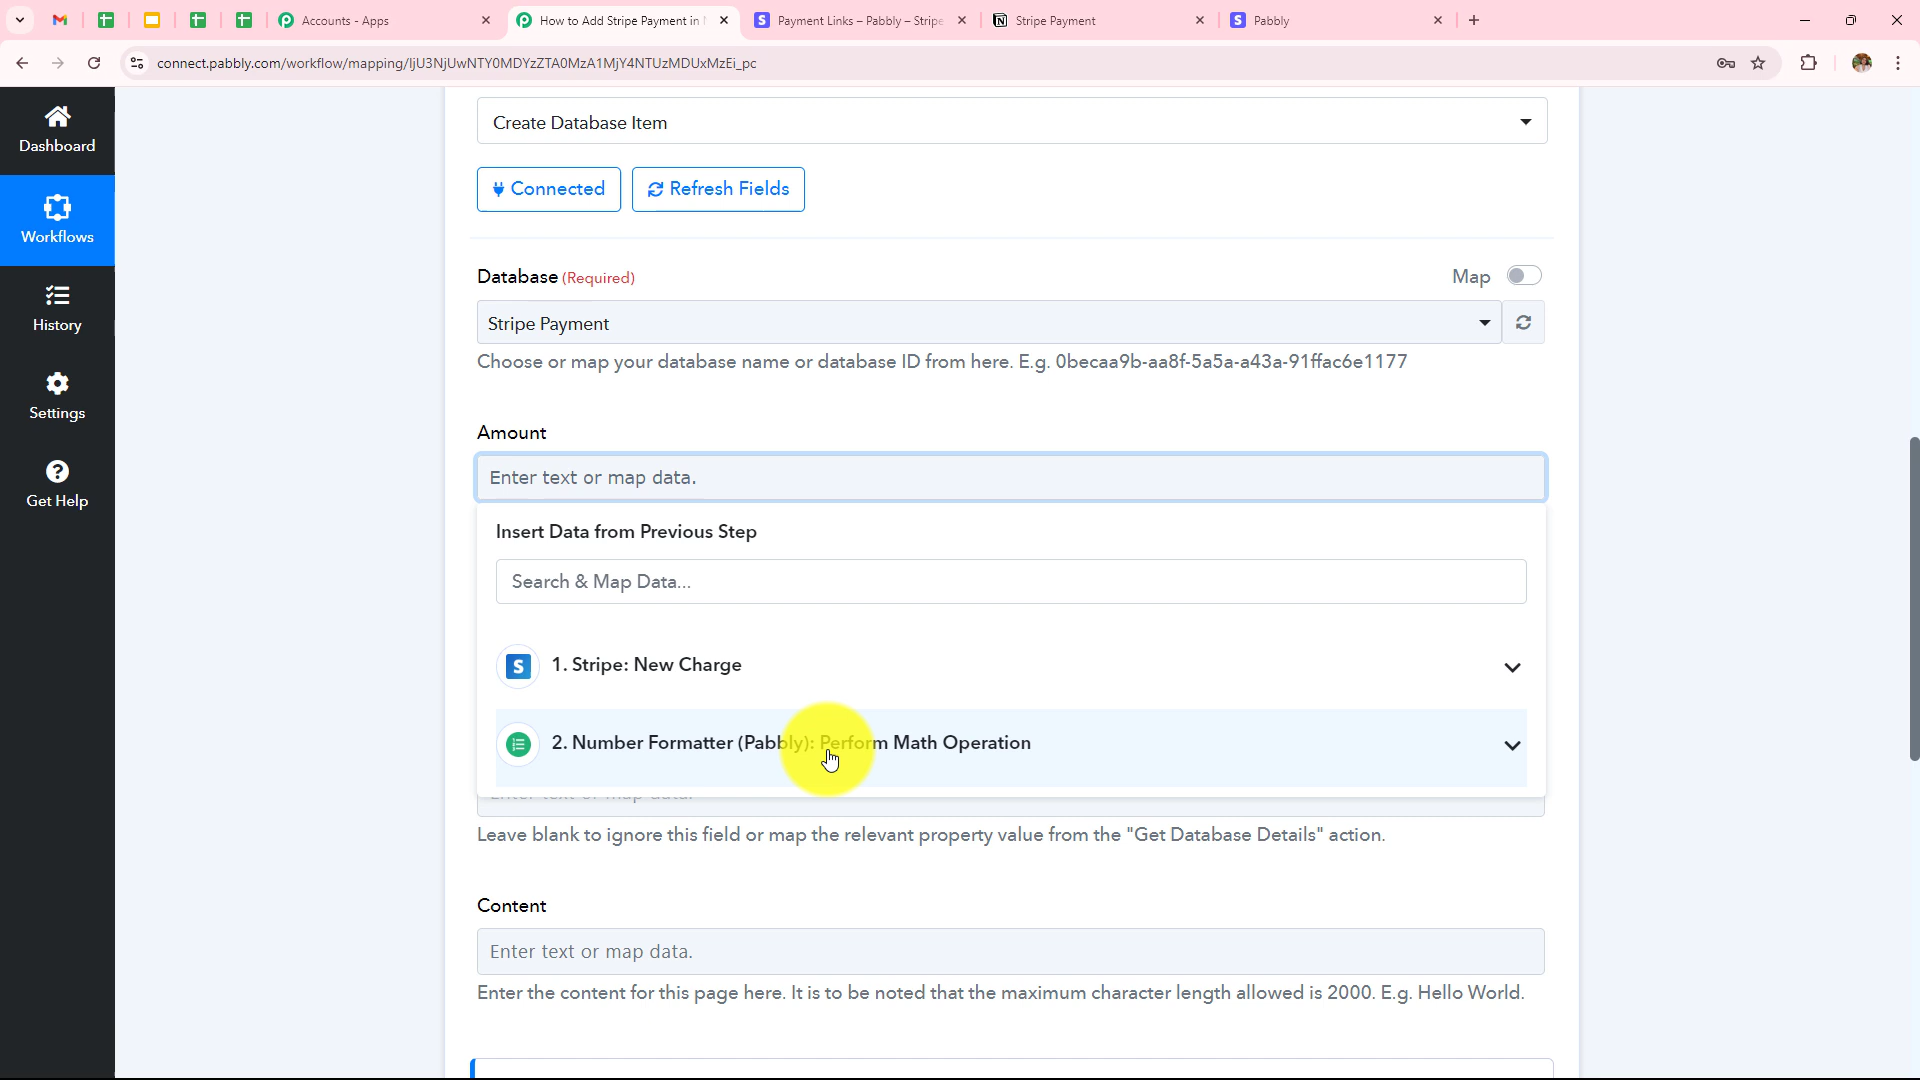 Accounts - Apps
How to Add Stripe Payment in
Payment Links – Pabbly – Stripe
Stripe Payment
Pabbly
connect.pabbly.com/workflow/mapping/IjU3NjUwNTY0MDYzZTA0MzA1MjY4NTUzMDUxMzEi_pc
Dashboard
Workflows
History
Settings
Get Help
Create Database Item
Connected
Refresh Fields
Database (Required)
Map
Stripe Payment
Choose or map your database name or database ID from here. E.g. 0becaa9b-aa8f-5a5a-a43a-91ffac6e1177
Amount
Enter text or map data.
Insert Data from Previous Step
Search & Map Data...
1. Stripe: New Charge
2. Number Formatter (Pabbly): Perform Math Operation
Leave blank to ignore this field or map the relevant property value from the "Get Database Details" action.
Content
Enter text or map data.
Enter the content for this page here. It is to be noted that the maximum character length allowed is 2000. E.g. Hello World.